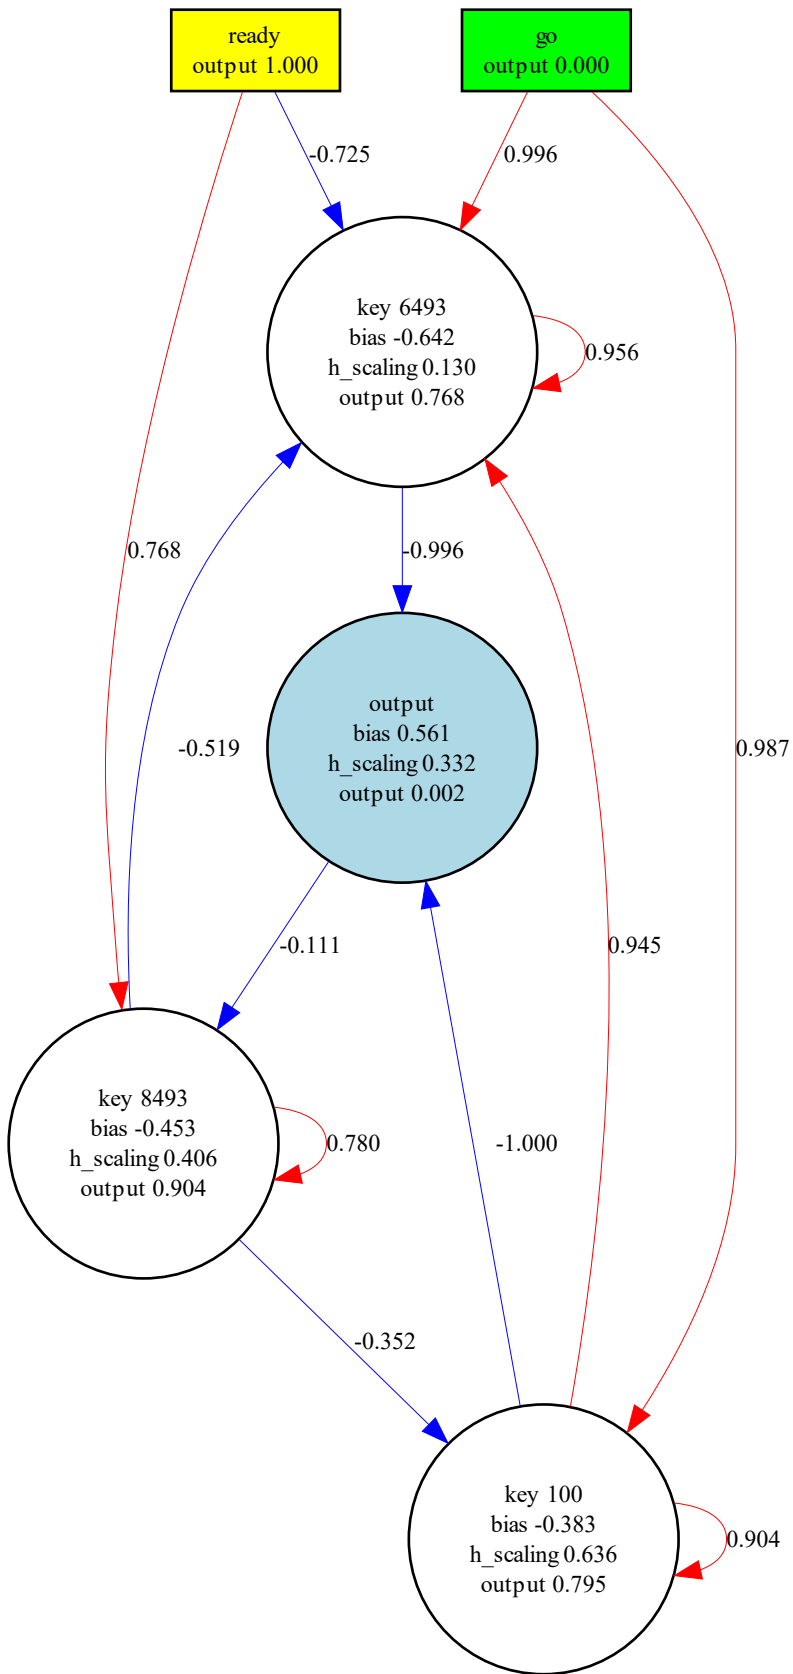 ready
output 1.000
go
output 0.000
-0.725
0.996
key 6493
bias -0.642
h_scaling 0.130
output 0.768
0.956
0.768
-0.996
output
bias 0.561
h_scaling 0.332
output 0.002
-0.519
0.987
-0.111
0.945
key 8493
bias -0.453
h_scaling 0.406
output 0.904
0.780
-1.000
-0.352
key 100
bias -0.383
h_scaling 0.636
output 0.795
0.904